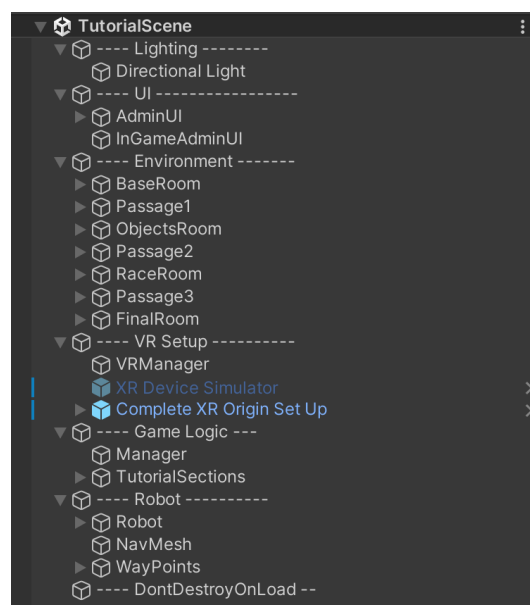 TutorialScene
---- Lighting --------
Directional Light
---- UI -----------------
AdminUI
InGameAdminUI
---- Environment -------
BaseRoom
Passage1
ObjectsRoom
Passage2
RaceRoom
Passage3
FinalRoom
---- VR Setup ----------
VRManager
XR Device Simulator
Complete XR Origin Set Up
---- Game Logic ---
Manager
TutorialSections
---- Robot ----------
Robot
NavMesh
WayPoints
---- DontDestroyOnLoad --